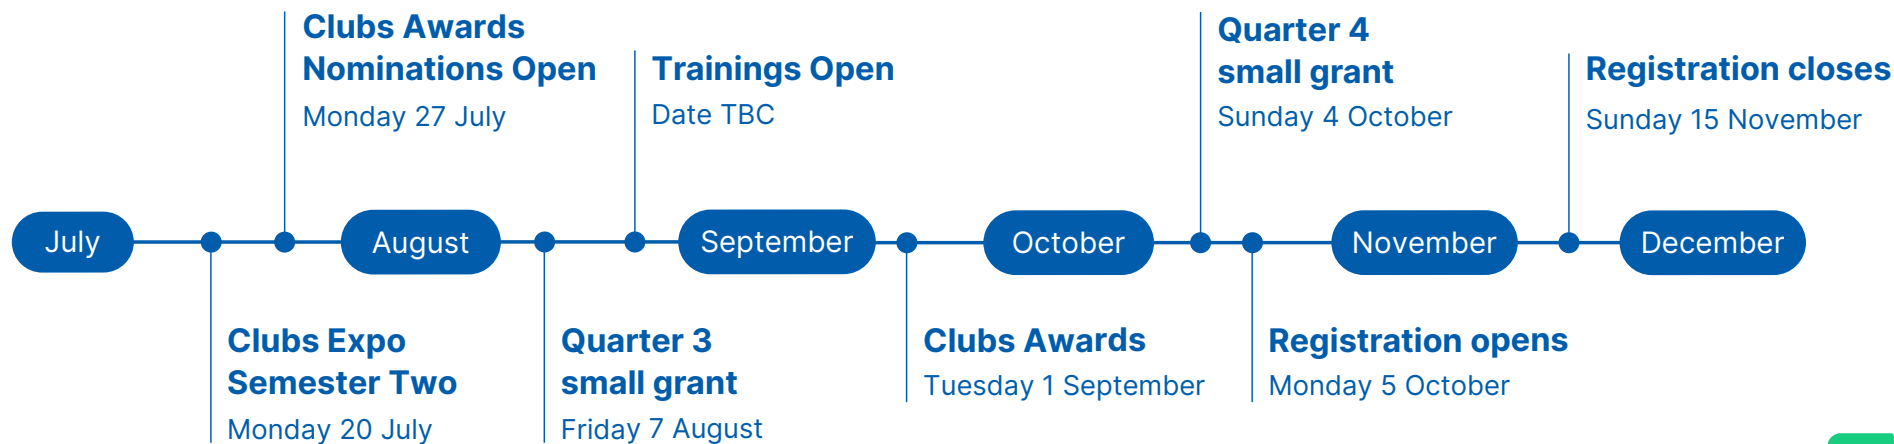 Clubs Awards
Nominations Open
Monday 27 July
Trainings Open
Date TBC
Quarter 4
small grant
Sunday 4 October
Registration closes
Sunday 15 November
July
August
September
October
November
December
Clubs Expo
Semester Two
Monday 20 July
Quarter 3
small grant
Friday 7 August
Clubs Awards
Tuesday 1 September
Registration opens
Monday 5 October